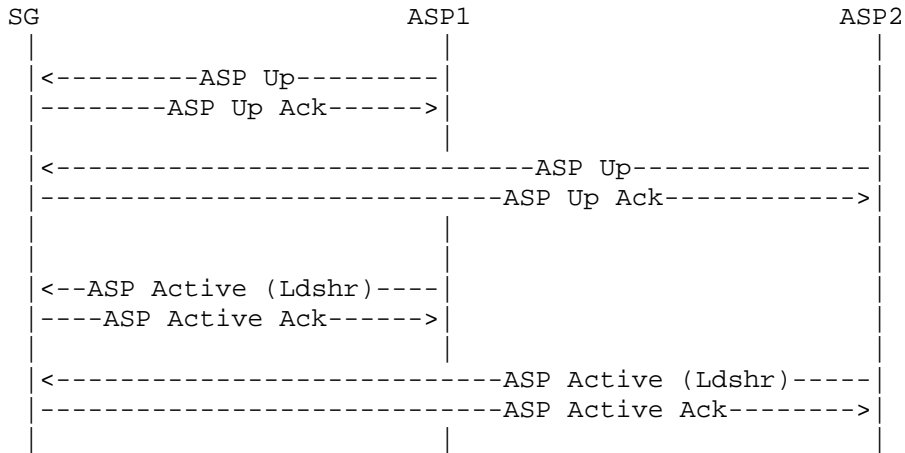 SG ASP1 ASP2
| | |
|<---------ASP Up---------| |
|--------ASP Up Ack------>| |
| | |
|<-------------------------------ASP Up---------------|
|-----------------------------ASP Up Ack------------>|
| | |
| | |
|<--ASP Active (Ldshr)----| |
|----ASP Active Ack------>| |
| | |
|<----------------------------ASP Active (Ldshr)-----|
|-----------------------------ASP Active Ack-------->|
| | |